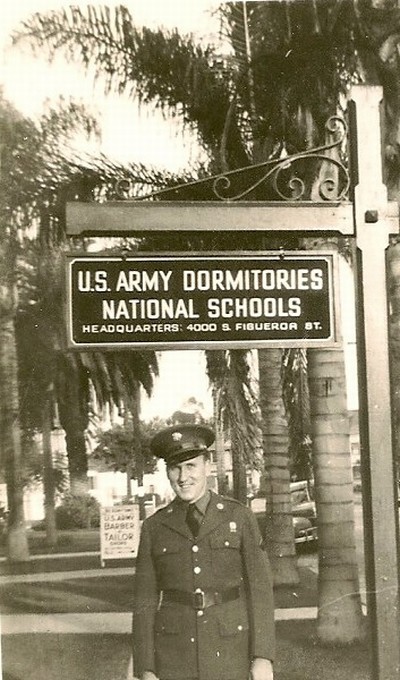 U.S. ARMY DORMITORIES
NATIONAL SCHOOLS
HEADQUARTERS: 4000 S. FIGUEROA ST.
U.S. ARMY
BARBER
TAILOR